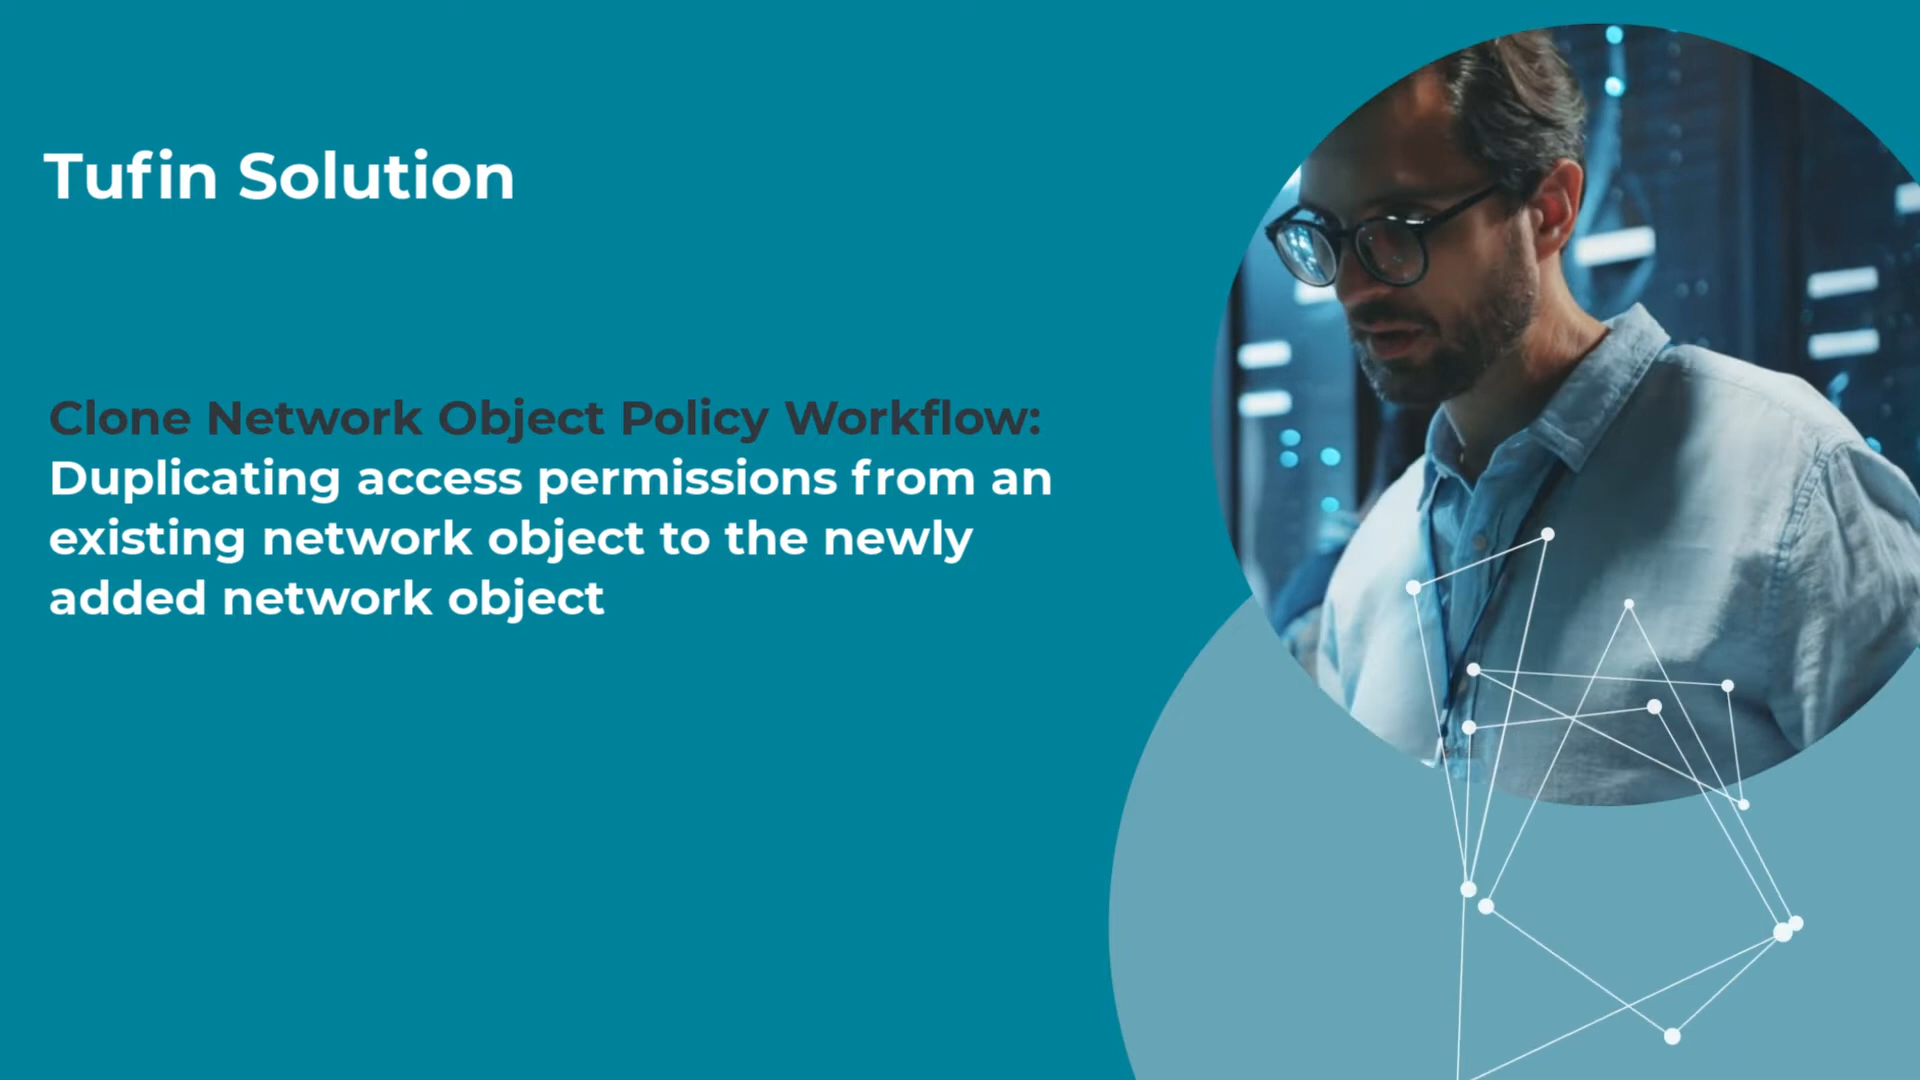 Tufin Solution
Clone Network Object Policy Workflow:
Duplicating access permissions from an
existing network object to the newly
added network object